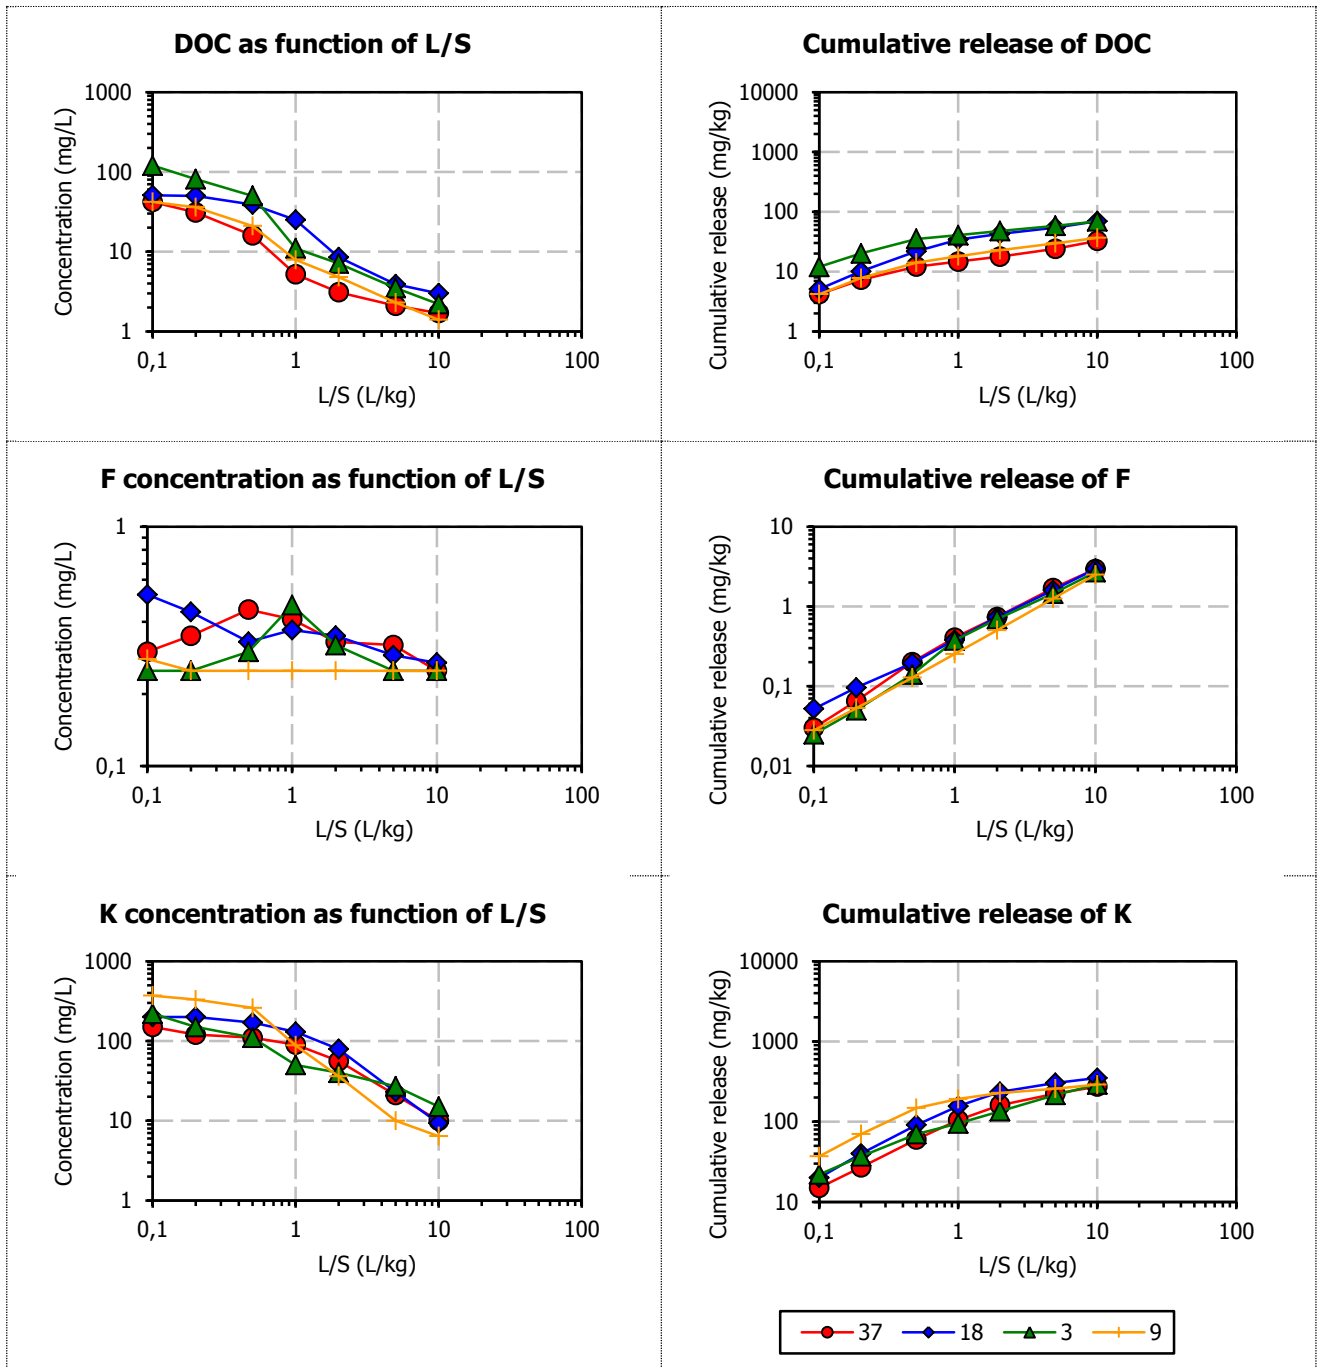 DOC as function of L/S
Concentration (mg/L)
1000
100
10
1
0,1 1 10 100
L/S (L/kg)
Cumulative release of DOC
Cumulative release (mg/kg)
10000
1000
100
10
1
0,1 1 10 100
L/S (L/kg)
F concentration as function of L/S
Concentration (mg/L)
1
0,1
0,1 1 10 100
L/S (L/kg)
Cumulative release of F
Cumulative release (mg/kg)
10
1
0,1
0,01
0,1 1 10 100
L/S (L/kg)
K concentration as function of L/S
Concentration (mg/L)
1000
100
10
1
0,1 1 10 100
L/S (L/kg)
Cumulative release of K
Cumulative release (mg/kg)
10000
1000
100
10
0,1 1 10 100
L/S (L/kg)
37 18 3 9